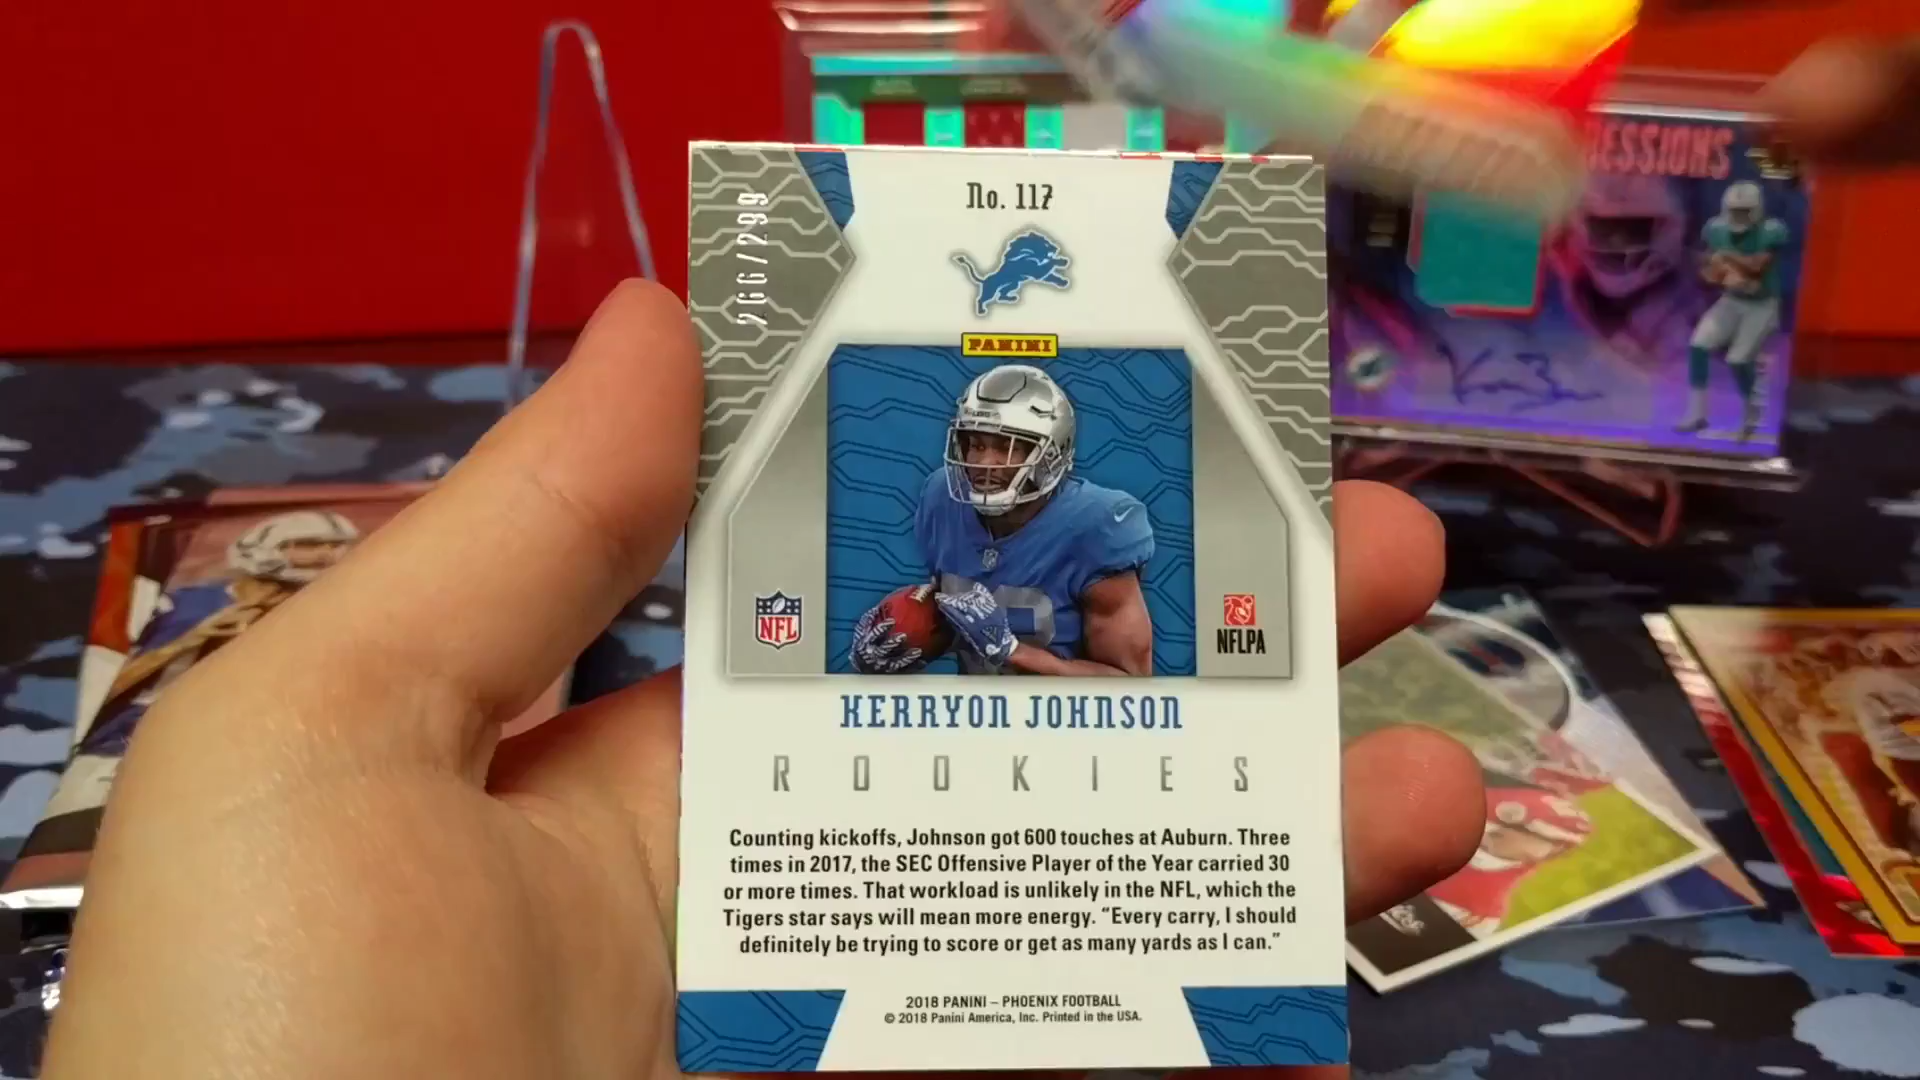 No. 117
266/299
PANINI
NFL
NFLPA
KERRYON JOHNSON
ROOKIES
Counting kickoffs, Johnson got 600 touches at Auburn. Three
times in 2017, the SEC Offensive Player of the Year carried 30
or more times. That workload is unlikely in the NFL, which the
Tigers star says will mean more energy. "Every carry, I should
definitely be trying to score or get as many yards as I can."
2018 PANINI – PHOENIX FOOTBALL
© 2018 Panini America, Inc. Printed in the USA.